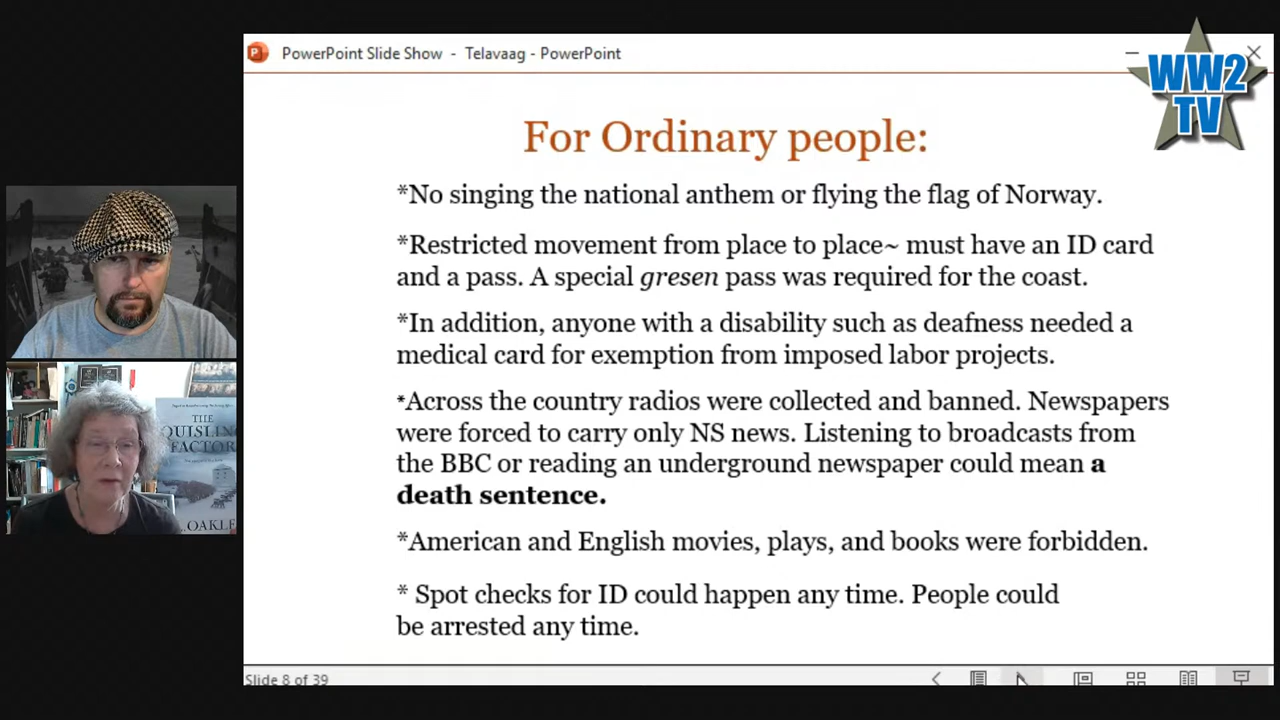 PowerPoint Slide Show - Telavaag - PowerPoint
WW2
TV
For Ordinary people:
*No singing the national anthem or flying the flag of Norway.
*Restricted movement from place to place~ must have an ID card
and a pass. A special gresen pass was required for the coast.
*In addition, anyone with a disability such as deafness needed a
medical card for exemption from imposed labor projects.
*Across the country radios were collected and banned. Newspapers
were forced to carry only NS news. Listening to broadcasts from
the BBC or reading an underground newspaper could mean a
death sentence.
*American and English movies, plays, and books were forbidden.
* Spot checks for ID could happen any time. People could
be arrested any time.
Slide 8 of 39
THE
QUISLIN
FACTOR
OAKLE